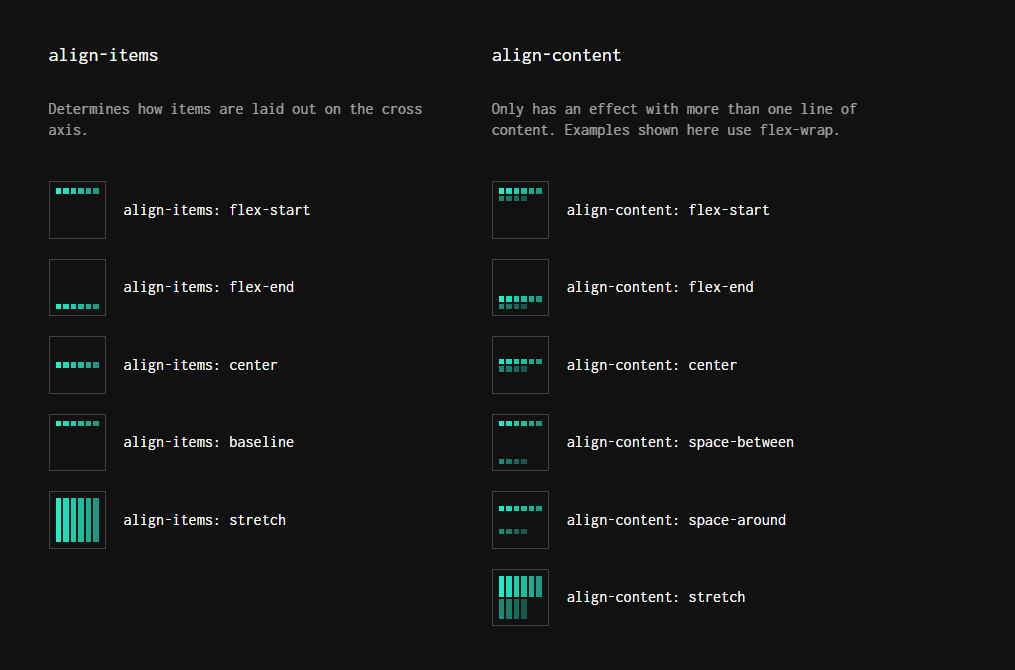 align-items
Determines how items are laid out on the cross
axis.
align-items: flex-start
align-items: flex-end
align-items: center
align-items: baseline
align-items: stretch
align-content
Only has an effect with more than one line of
content. Examples shown here use flex-wrap.
align-content: flex-start
align-content: flex-end
align-content: center
align-content: space-between
align-content: space-around
align-content: stretch